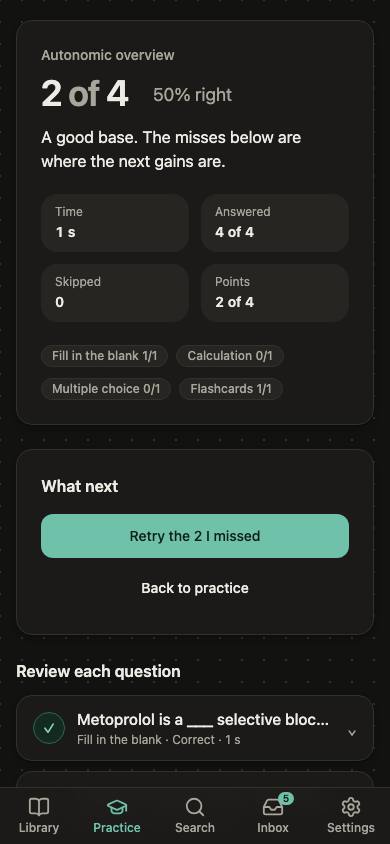 Autonomic overview
2 of 4 50% right
A good base. The misses below are
where the next gains are.
Time
1 s
Answered
4 of 4
Skipped
0
Points
2 of 4
Fill in the blank 1/1
Calculation 0/1
Multiple choice 0/1
Flashcards 1/1
What next
Retry the 2 I missed
Back to practice
Review each question
Metoprolol is a ___ selective bloc...
Fill in the blank · Correct · 1 s
5
Library
Practice
Search
Inbox
Settings